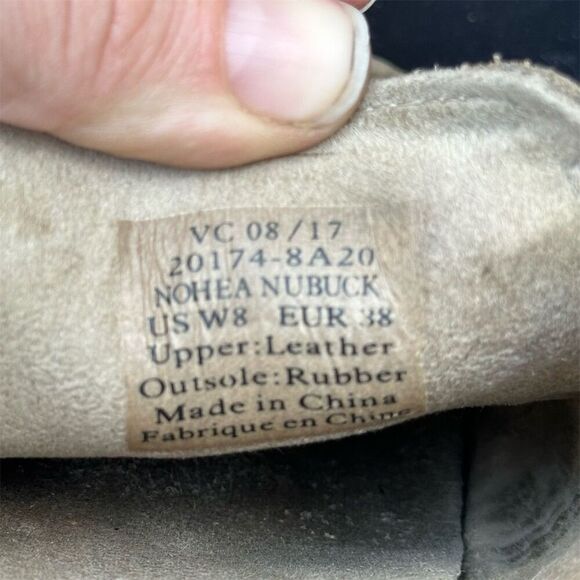 VC 08/17
20174-8A20
NOHEA NUBUCK
US W8 EUR 38
Upper:Leather
Outsole:Rubber
Made in China
Fabrique en Chine